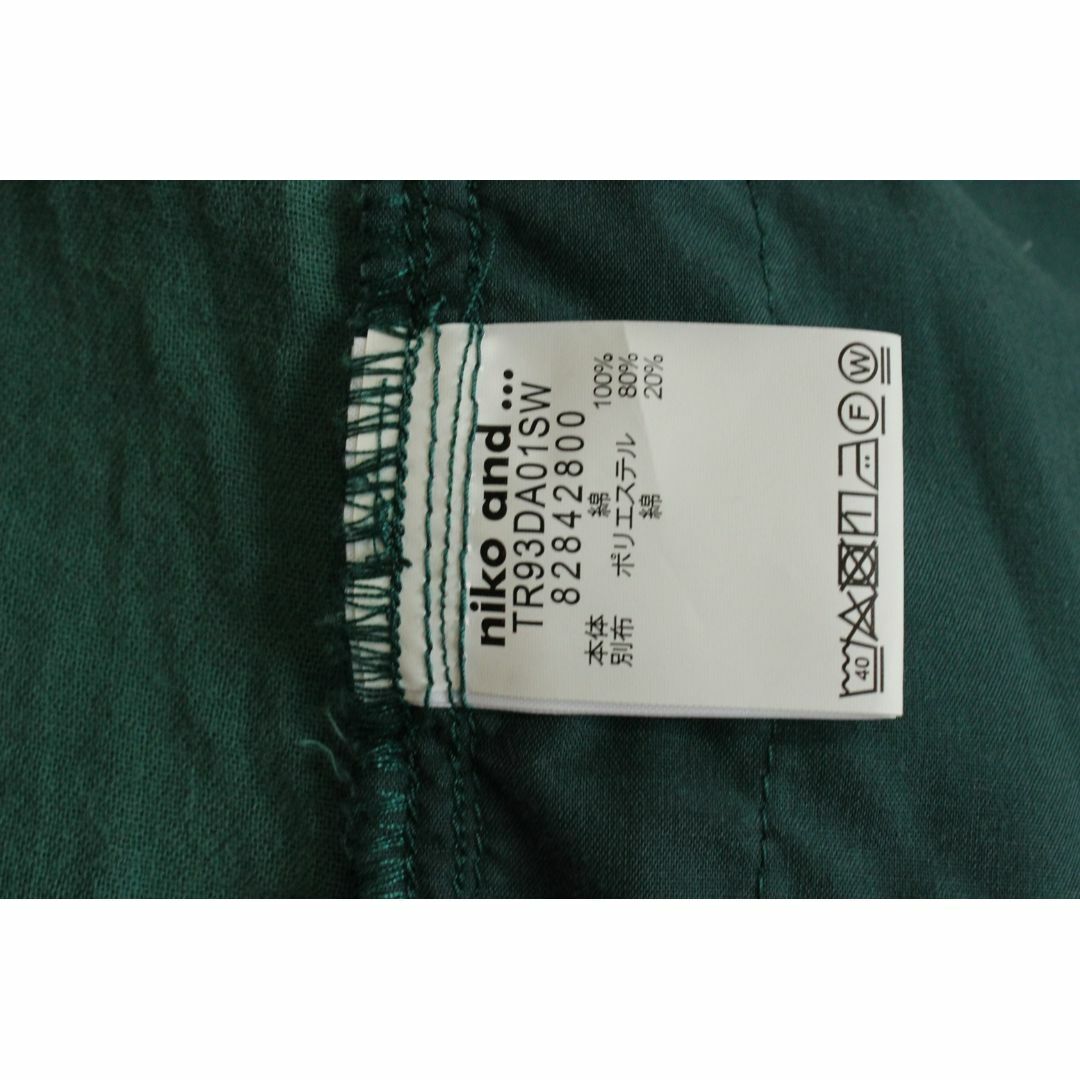 niko and ...
TR93DA01SW
82842800
本体 綿 100%
別布 ポリエステル 80%
綿 20%
40 F W